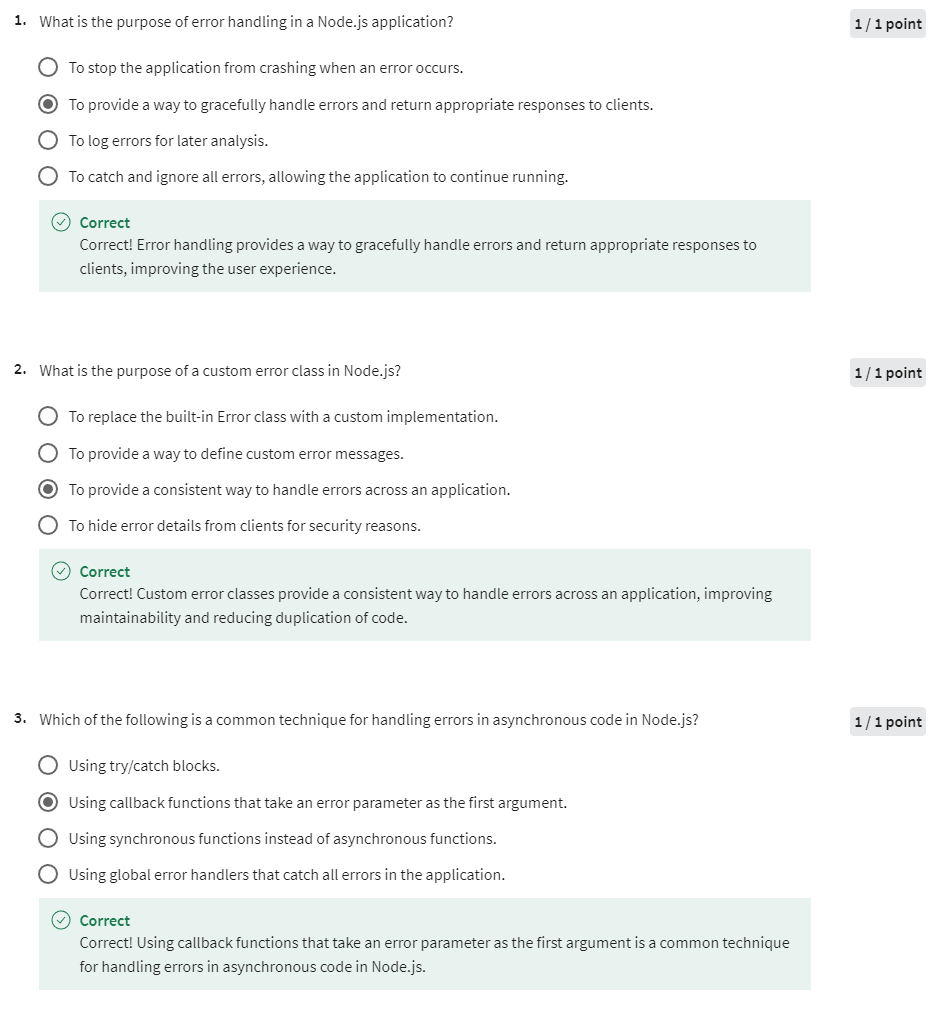 1. What is the purpose of error handling in a Node.js application?
1 / 1 point
To stop the application from crashing when an error occurs.
To provide a way to gracefully handle errors and return appropriate responses to clients.
To log errors for later analysis.
To catch and ignore all errors, allowing the application to continue running.
Correct
Correct! Error handling provides a way to gracefully handle errors and return appropriate responses to
clients, improving the user experience.
2. What is the purpose of a custom error class in Node.js?
1 / 1 point
To replace the built-in Error class with a custom implementation.
To provide a way to define custom error messages.
To provide a consistent way to handle errors across an application.
To hide error details from clients for security reasons.
Correct
Correct! Custom error classes provide a consistent way to handle errors across an application, improving
maintainability and reducing duplication of code.
3. Which of the following is a common technique for handling errors in asynchronous code in Node.js?
1 / 1 point
Using try/catch blocks.
Using callback functions that take an error parameter as the first argument.
Using synchronous functions instead of asynchronous functions.
Using global error handlers that catch all errors in the application.
Correct
Correct! Using callback functions that take an error parameter as the first argument is a common technique
for handling errors in asynchronous code in Node.js.